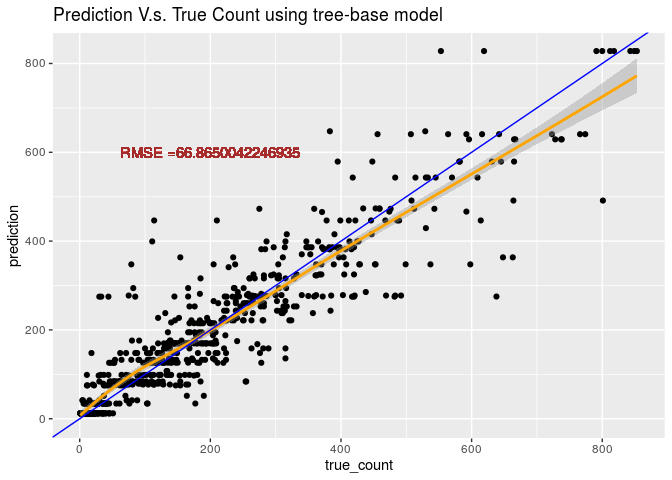 Prediction V.s. True Count using tree-base model
800
RMSE =66.8650042246935
600
400
200
0
prediction
0 200 400 600 800
true_count